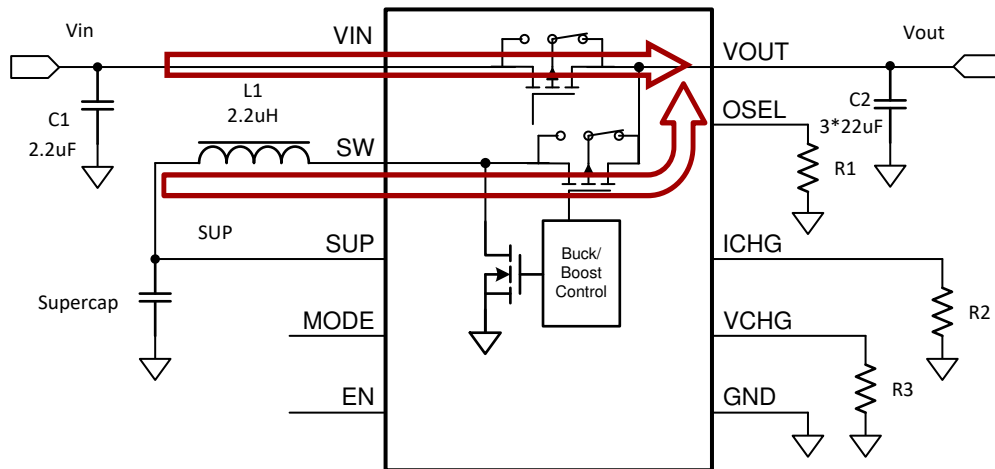 Vin
VIN
VOUT
Vout
L1
2.2uH
C1
2.2uF
C2
3*22uF
OSEL
SW
R1
SUP
SUP
ICHG
Buck/
Boost
Control
Supercap
MODE
VCHG
R2
EN
GND
R3